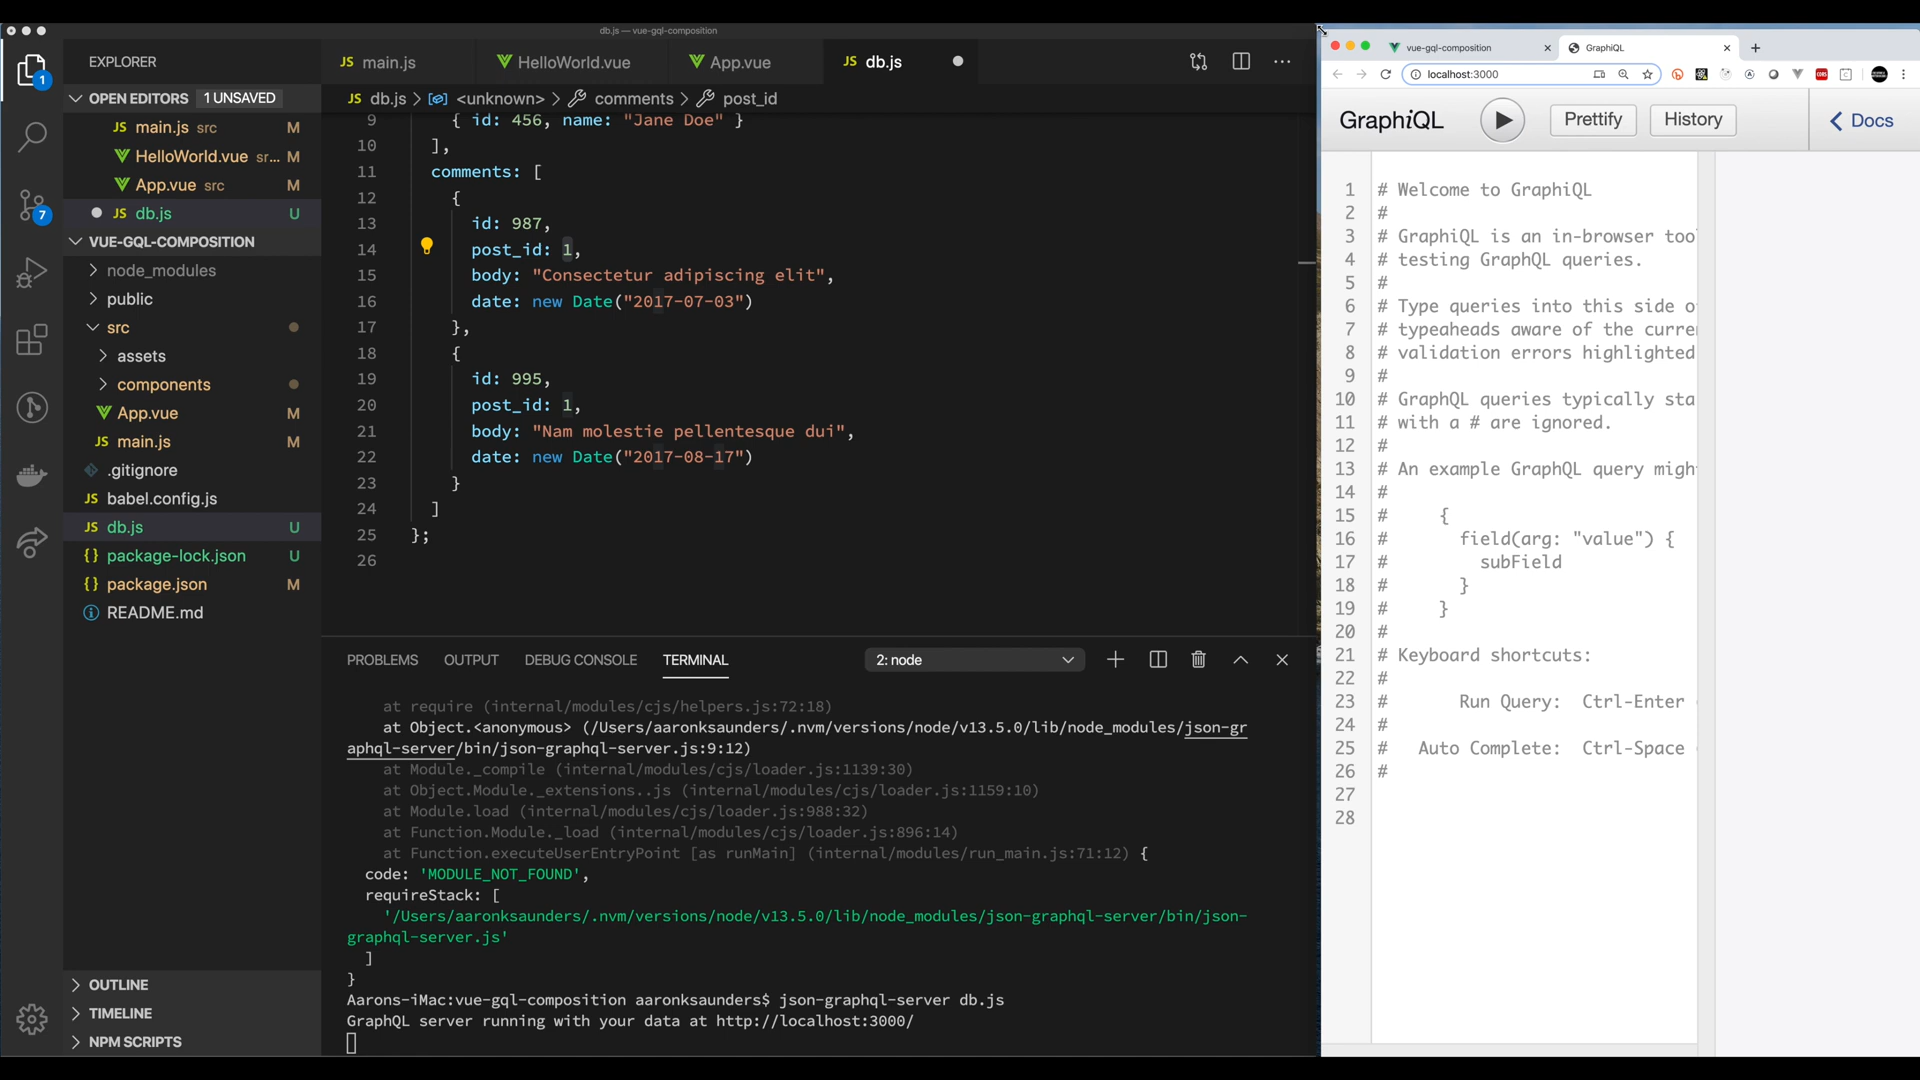 db.js — vue-gql-composition
EXPLORER
OPEN EDITORS 1 UNSAVED
JS main.js src M
HelloWorld.vue sr... M
App.vue src M
JS db.js U
VUE-GQL-COMPOSITION
node_modules
public
src
assets
components
App.vue M
JS main.js M
.gitignore
JS babel.config.js
JS db.js U
{} package-lock.json U
{} package.json M
README.md
OUTLINE
TIMELINE
NPM SCRIPTS
1
7
JS main.js
HelloWorld.vue
App.vue
JS db.js
JS db.js > <unknown> > comments > post_id
9 { id: 456, name: "Jane Doe" }
10 ],
11 comments: [
12 {
13 id: 987,
14 post_id: 1,
15 body: "Consectetur adipiscing elit",
16 date: new Date("2017-07-03")
17 },
18 {
19 id: 995,
20 post_id: 1,
21 body: "Nam molestie pellentesque dui",
22 date: new Date("2017-08-17")
23 }
24 ]
25 };
26
PROBLEMS OUTPUT DEBUG CONSOLE TERMINAL 2: node
at require (internal/modules/cjs/helpers.js:72:18)
at Object.<anonymous> (/Users/aaronksaunders/.nvm/versions/node/v13.5.0/lib/node_modules/json-gr
aphql-server/bin/json-graphql-server.js:9:12)
at Module._compile (internal/modules/cjs/loader.js:1139:30)
at Object.Module._extensions..js (internal/modules/cjs/loader.js:1159:10)
at Module.load (internal/modules/cjs/loader.js:988:32)
at Function.Module._load (internal/modules/cjs/loader.js:896:14)
at Function.executeUserEntryPoint [as runMain] (internal/modules/run_main.js:71:12) {
code: 'MODULE_NOT_FOUND',
requireStack: [
'/Users/aaronksaunders/.nvm/versions/node/v13.5.0/lib/node_modules/json-graphql-server/bin/json-
graphql-server.js'
]
}
Aarons-iMac:vue-gql-composition aaronksaunders$ json-graphql-server db.js
GraphQL server running with your data at http://localhost:3000/
vue-gql-composition
GraphiQL
localhost:3000
GraphiQL Prettify History Docs
1 # Welcome to GraphiQL
2 #
3 # GraphiQL is an in-browser too
4 # testing GraphQL queries.
5 #
6 # Type queries into this side o
7 # typeaheads aware of the curre
8 # validation errors highlighted
9 #
10 # GraphQL queries typically sta
11 # with a # are ignored.
12 #
13 # An example GraphQL query migh
14 #
15 # {
16 # field(arg: "value") {
17 # subField
18 # }
19 # }
20 #
21 # Keyboard shortcuts:
22 #
23 # Run Query: Ctrl-Enter
24 #
25 # Auto Complete: Ctrl-Space
26 #
27
28